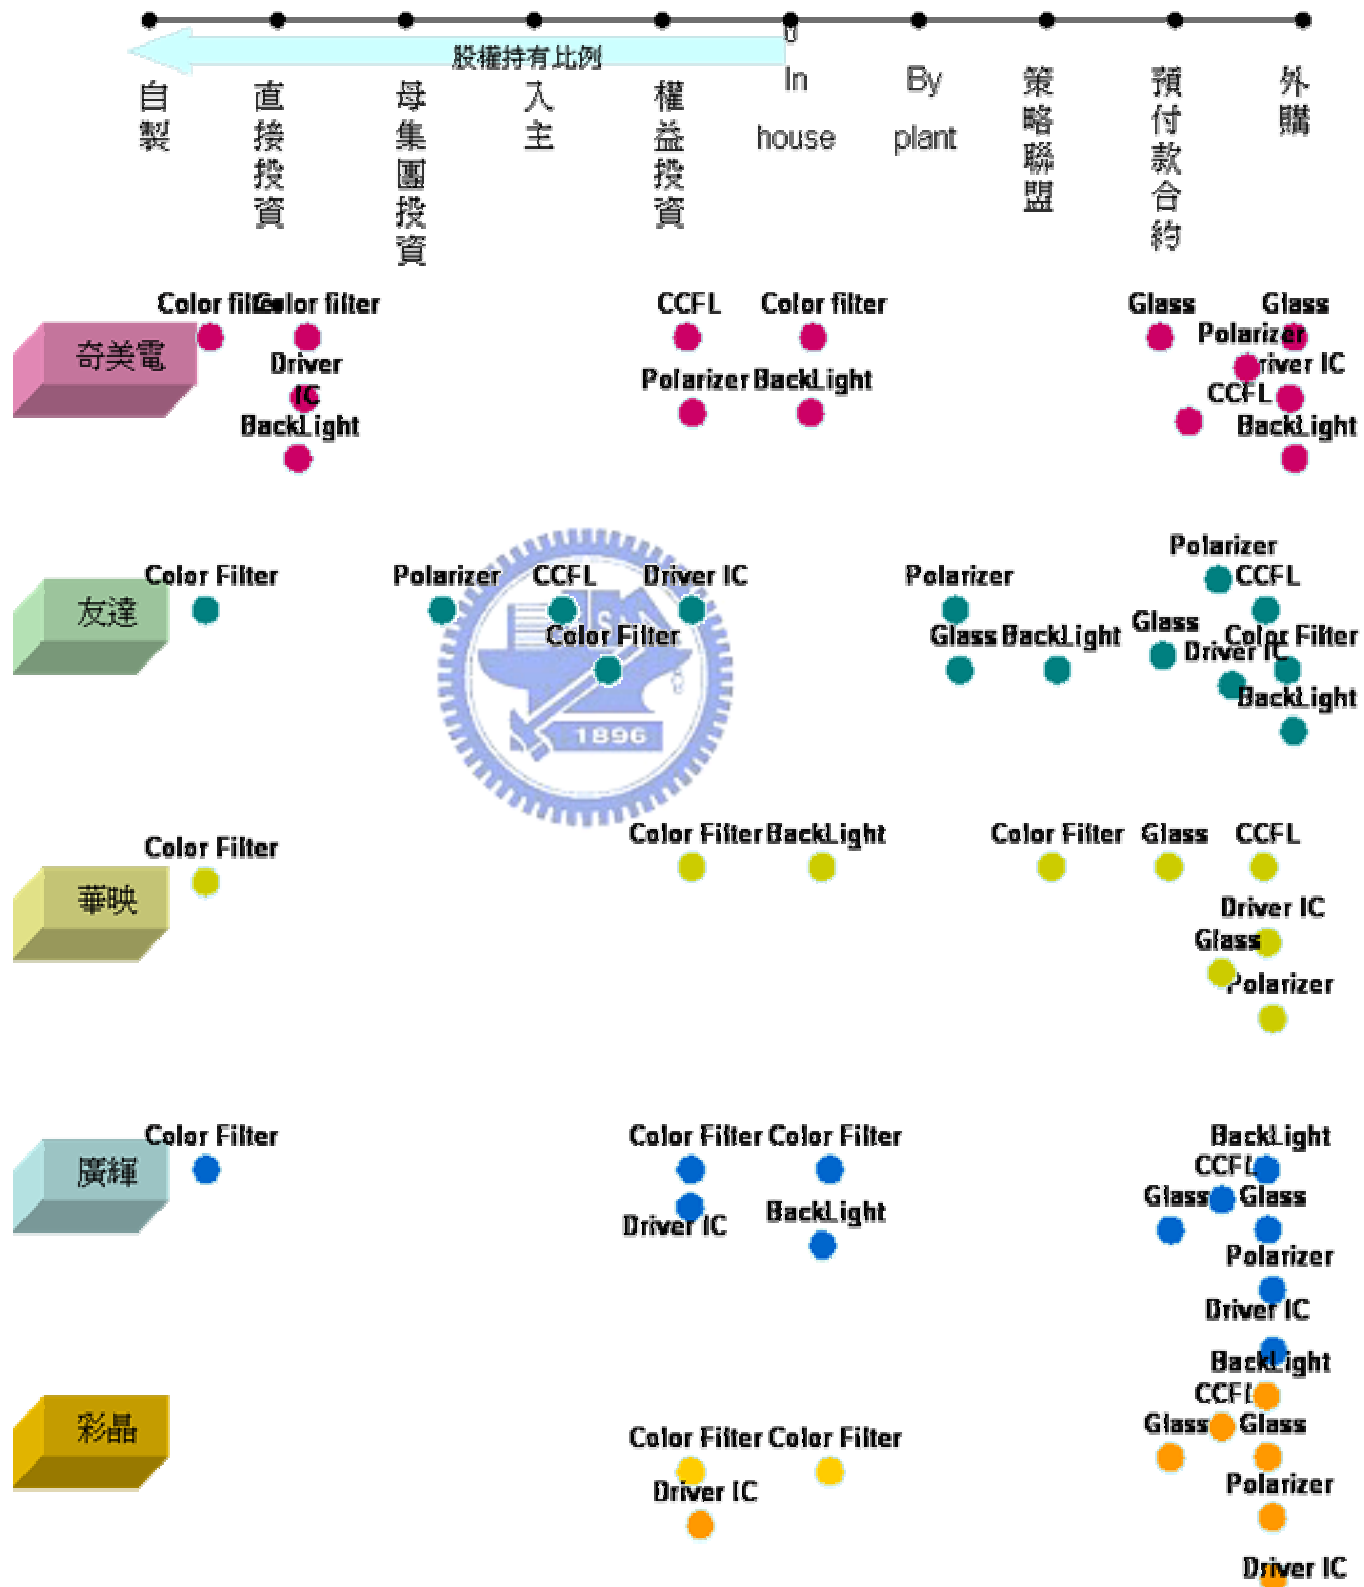 股權持有比例
自製
直接投資
母集團投資
入主
權益投資
In house
By plant
策略聯盟
預付款合約
外購
奇美電
Color filter
Color filter
Driver IC
BackLight
CCFL
Polarizer
Color filter
BackLight
Glass
Glass
Polarizer
Driver IC
CCFL
BackLight
友達
Color Filter
Polarizer
CCFL
Driver IC
Color Filter
Polarizer
Glass
BackLight
Polarizer
CCFL
Glass
Color Filter
Driver IC
BackLight
1896
華映
Color Filter
Color Filter
BackLight
Color Filter
Glass
CCFL
Driver IC
Glass
Polarizer
廣輝
Color Filter
Color Filter
Color Filter
Driver IC
BackLight
BackLight
CCFL
Glass
Glass
Polarizer
Driver IC
彩晶
Color Filter
Color Filter
Driver IC
BackLight
CCFL
Glass
Glass
Polarizer
Driver IC